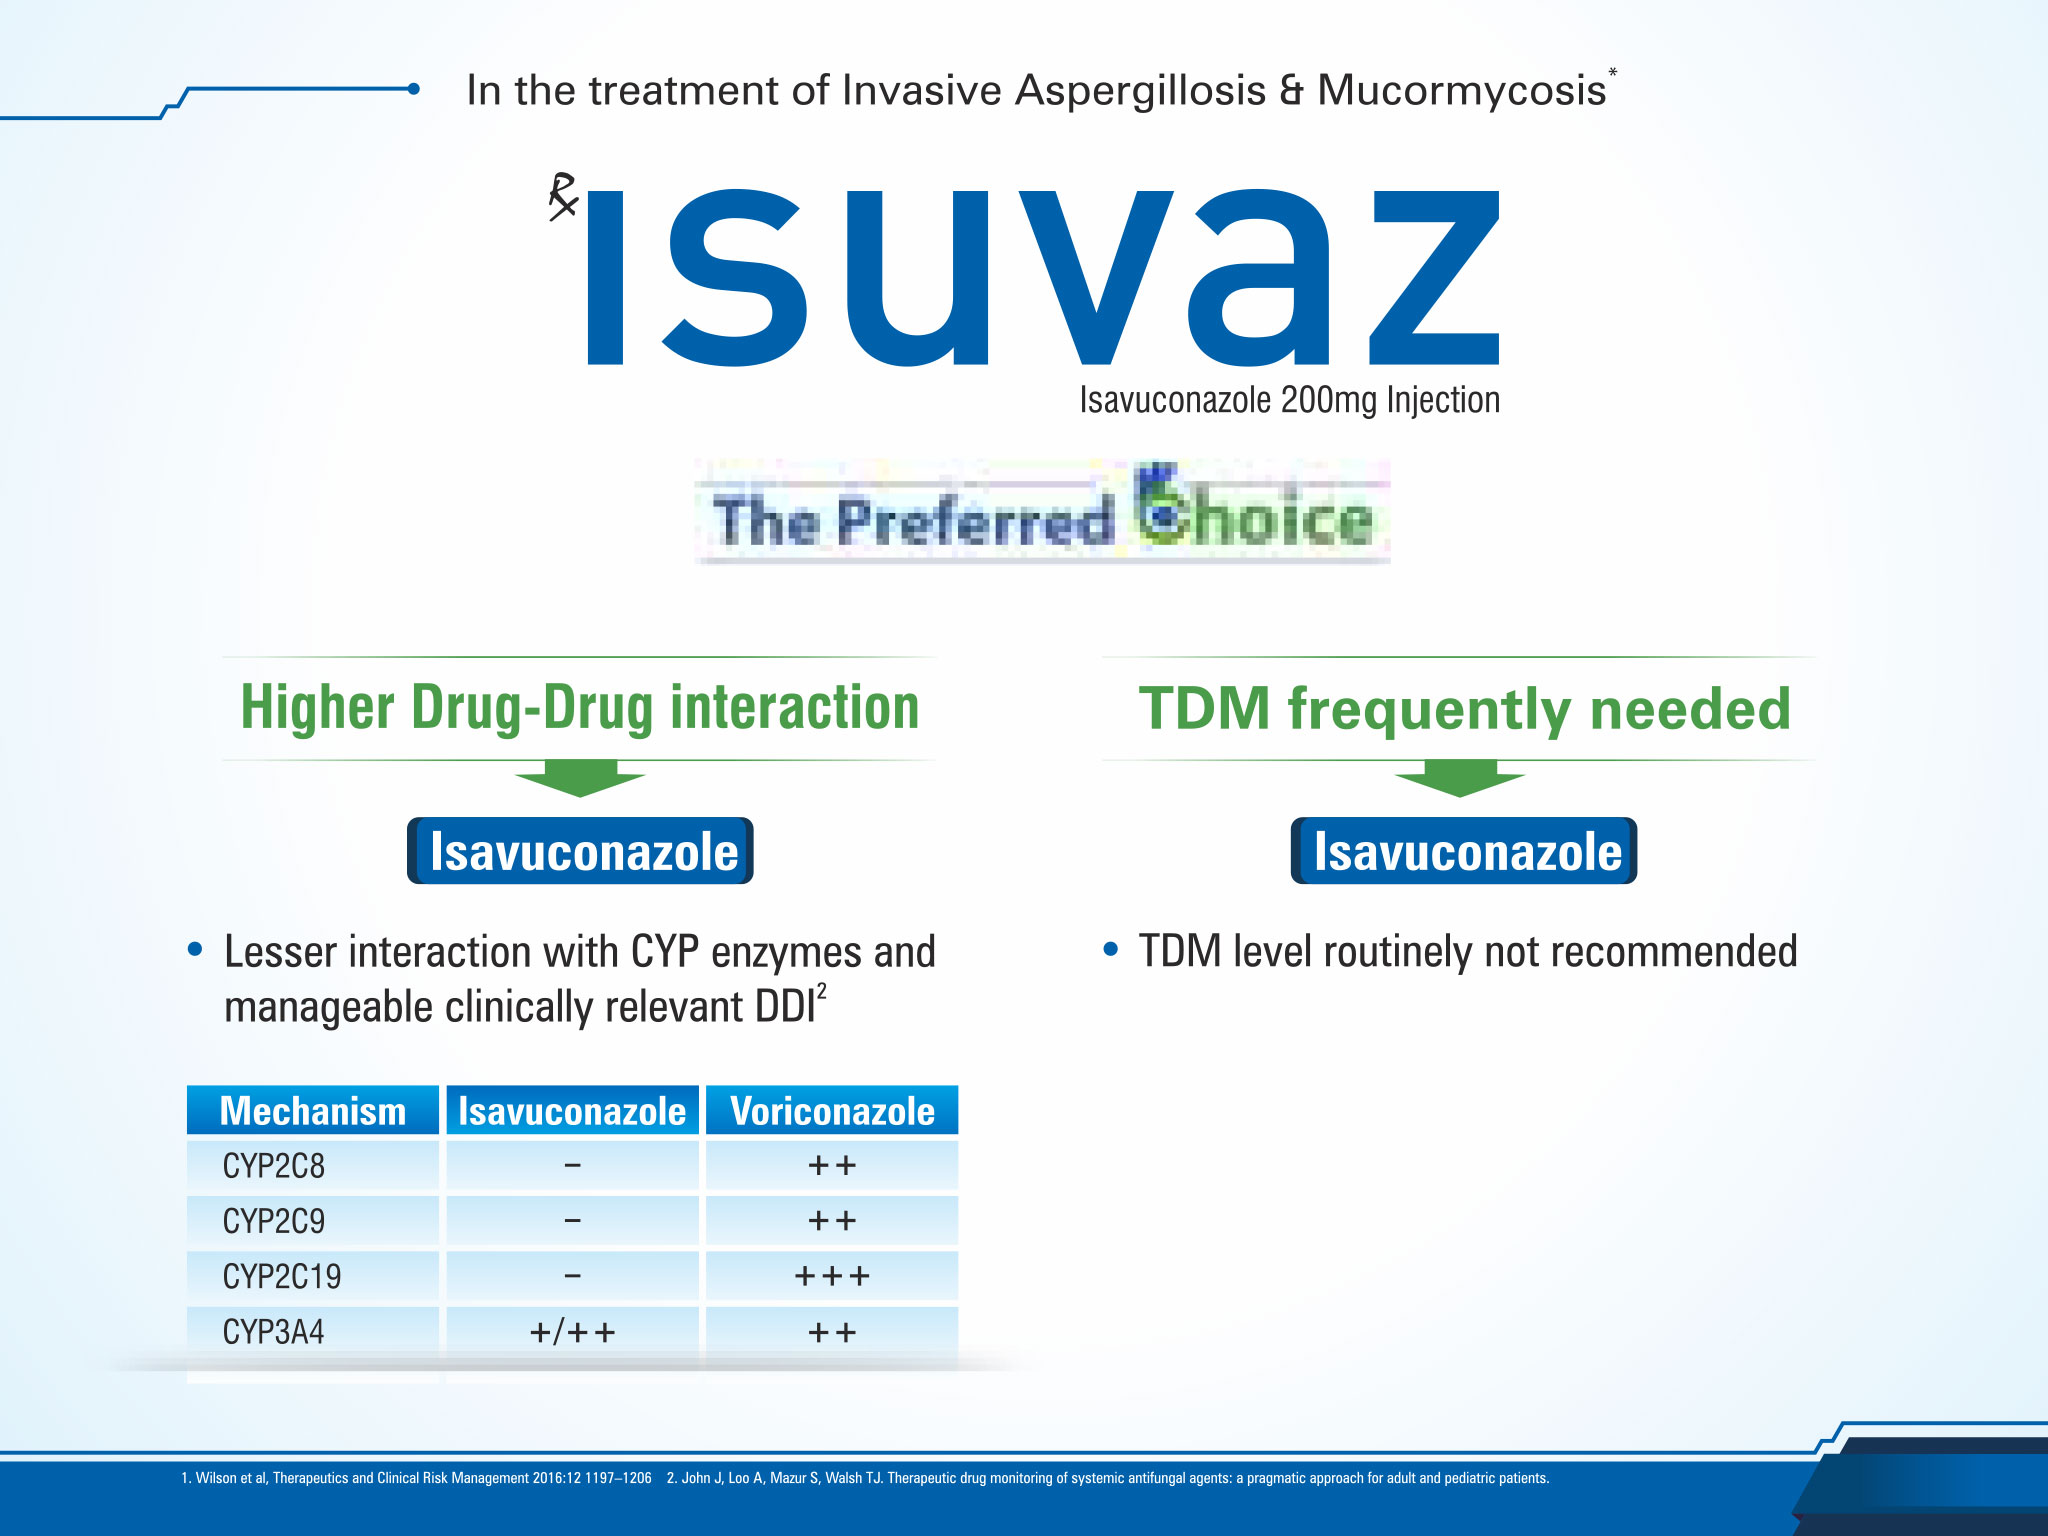 In the treatment of Invasive Aspergillosis & Mucormycosis*
Rx ISUVAZ
Isavuconazole 200mg Injection
The Preferred Choice
Higher Drug-Drug interaction
Isavuconazole
• Lesser interaction with CYP enzymes and
manageable clinically relevant DDI2
Mechanism Isavuconazole Voriconazole
CYP2C8 – ++
CYP2C9 – ++
CYP2C19 – +++
CYP3A4 +/++ ++
TDM frequently needed
Isavuconazole
• TDM level routinely not recommended
1. Wilson et al, Therapeutics and Clinical Risk Management 2016:12 1197–1206 2. John J, Loo A, Mazur S, Walsh TJ. Therapeutic drug monitoring of systemic antifungal agents: a pragmatic approach for adult and pediatric patients.